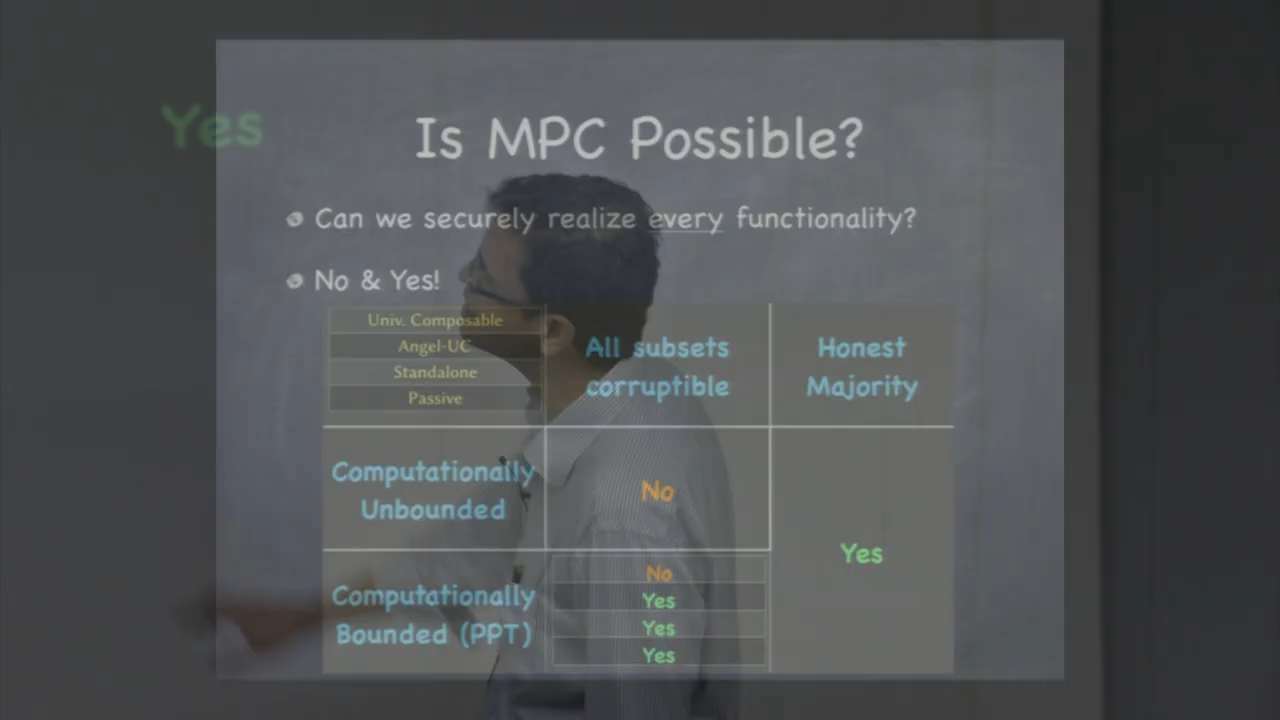 Yes
Is MPC Possible?
Can we securely realize every functionality?
No & Yes!
Univ. Composable
Angel-UC
Standalone
Passive
All subsets
corruptible
Honest
Majority
Computationally
Unbounded
No
Yes
Computationally
Bounded (PPT)
No
Yes
Yes
Yes